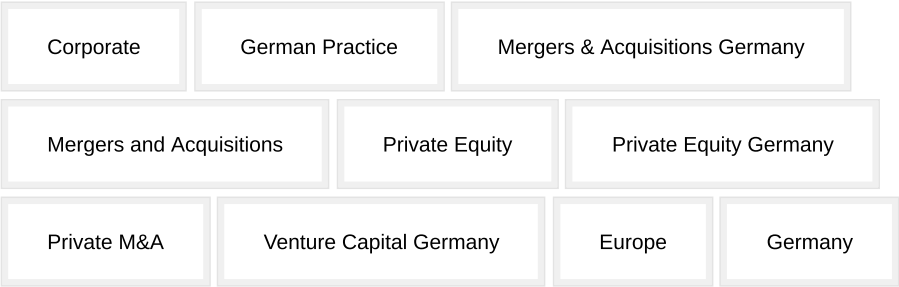 Corporate German Practice Mergers & Acquisitions Germany
Mergers and Acquisitions Private Equity Private Equity Germany
Private M&A Venture Capital Germany Europe Germany